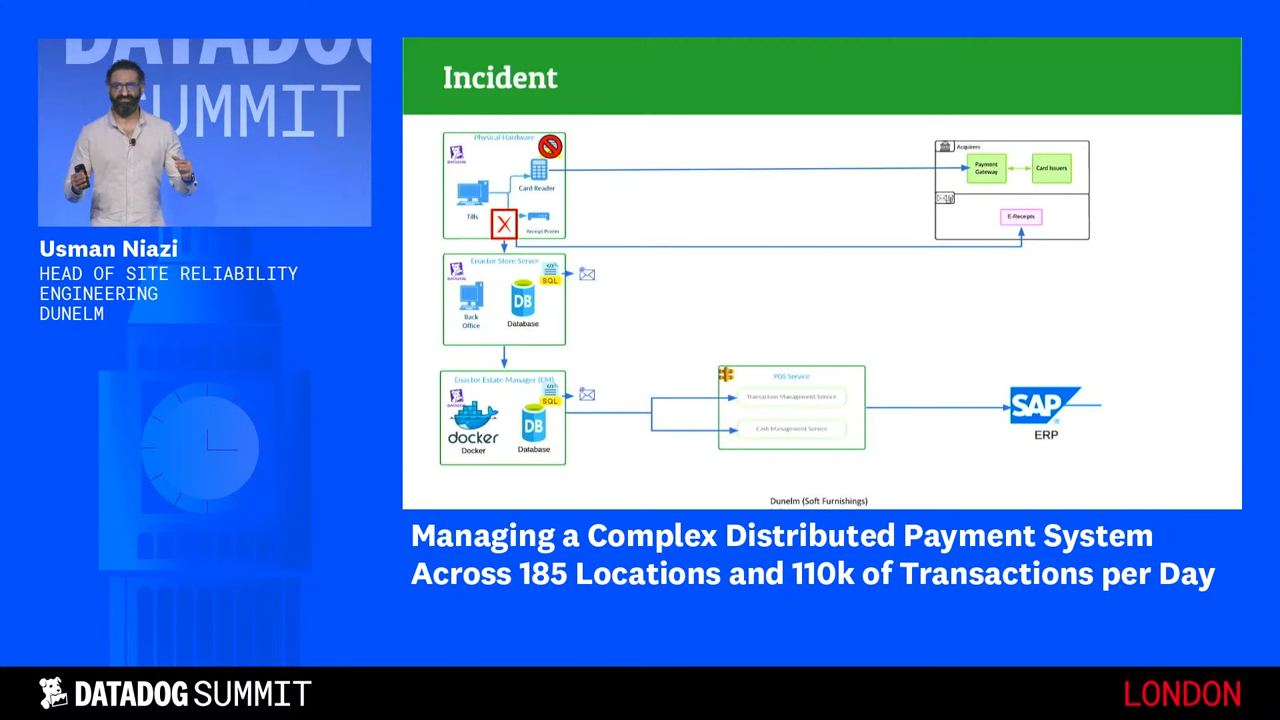 DATADOG
SUMMIT
Usman Niazi
HEAD OF SITE RELIABILITY
ENGINEERING
DUNELM
Incident
Physical Hardware
DATADOG
Card Reader
Tills
X
Receipt Printer
Acquirers
Payment
Gateway
Card Issuers
E-Receipts
Enactor Store Server
DATADOG
SQL
Back
Office
DB
Database
Enactor Estate Manager (EM)
DATADOG
SQL
docker
Docker
DB
Database
POS Service
Transaction Management Service
Cash Management Service
SAP
ERP
Dunelm (Soft Furnishings)
Managing a Complex Distributed Payment System
Across 185 Locations and 110k of Transactions per Day
DATADOG SUMMIT
LONDON